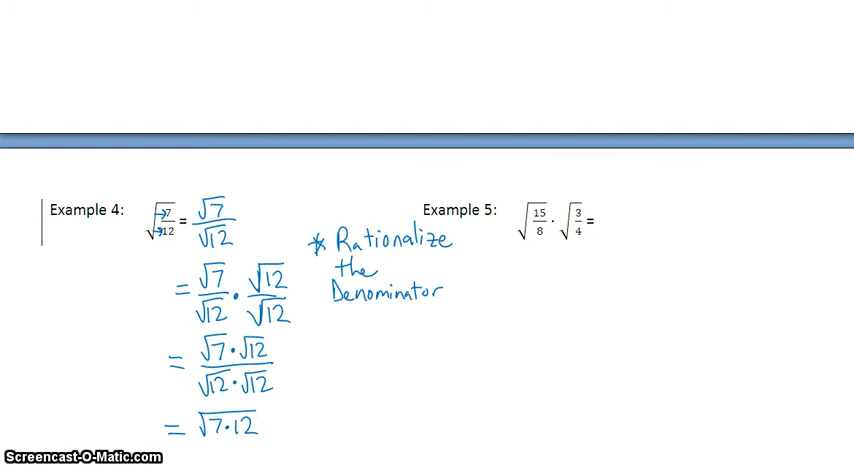 Example 4: √7/12 = √7/√12
= √7/√12 · √12/√12
= √7 · √12/√12 · √12
= √7·12
* Rationalize
the
Denominator
Example 5: √15/8 · √3/4 =
Screencast-O-Matic.com